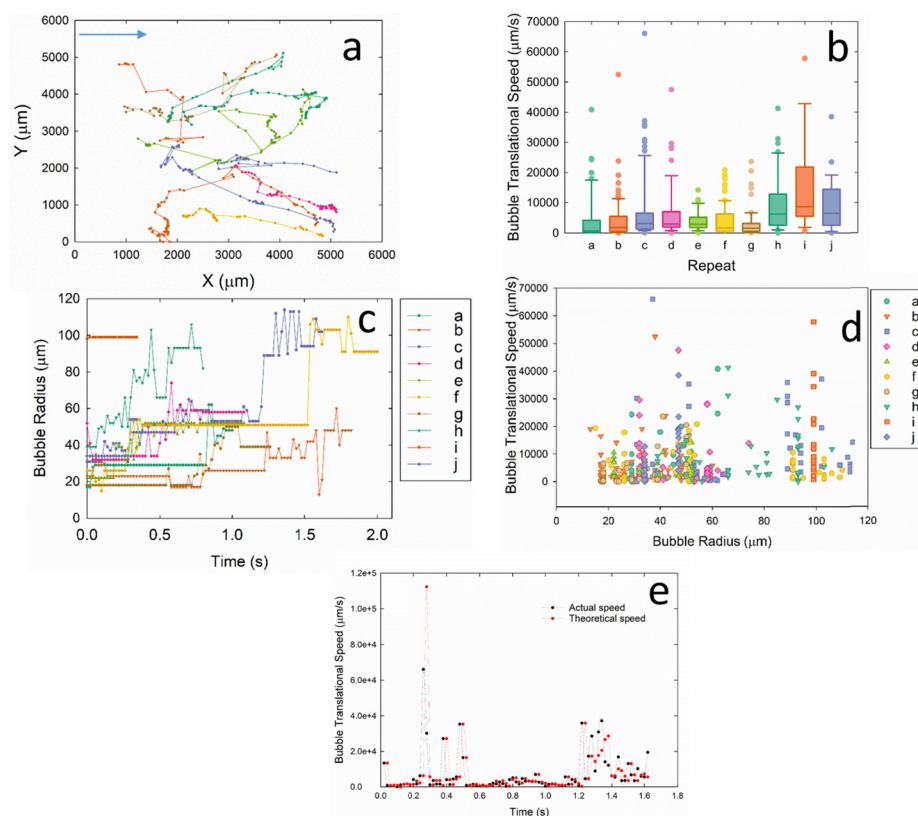 a
6000
5000
4000
3000
2000
1000
0
Y (μm)
0 1000 2000 3000 4000 5000 6000
X (μm)
b
70000
60000
50000
40000
30000
20000
10000
0
Bubble Translational Speed (μm/s)
a b c d e f g h i j
Repeat
c
120
100
80
60
40
20
0
Bubble Radius (μm)
0.0 0.5 1.0 1.5 2.0
Time (s)
a
b
c
d
e
f
g
h
i
j
d
70000
60000
50000
40000
30000
20000
10000
0
Bubble Translational Speed (μm/s)
0 20 40 60 80 100 120
Bubble Radius (μm)
a
b
c
d
e
f
g
h
i
j
e
1.2e+5
1.0e+5
8.0e+4
6.0e+4
4.0e+4
2.0e+4
0.0
Bubble Translational Speed (μm/s)
Actual speed
Theoretical speed
0.0 0.2 0.4 0.6 0.8 1.0 1.2 1.4 1.6 1.8
Time (s)